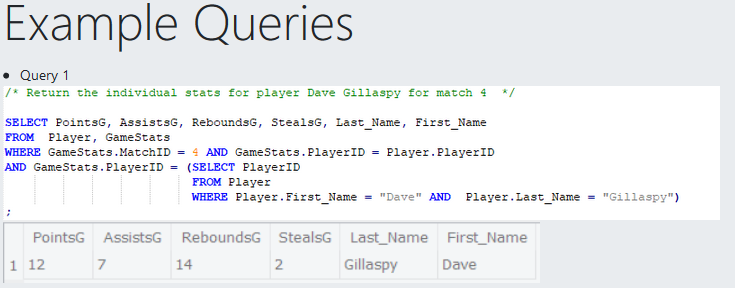 Example Queries
• Query 1
/* Return the individual stats for player Dave Gillaspy for match 4 */
SELECT PointsG, AssistsG, ReboundsG, StealsG, Last_Name, First_Name
FROM Player, GameStats
WHERE GameStats.MatchID = 4 AND GameStats.PlayerID = Player.PlayerID
AND GameStats.PlayerID = (SELECT PlayerID
FROM Player
WHERE Player.First_Name = "Dave" AND Player.Last_Name = "Gillaspy")
;
PointsG AssistsG ReboundsG StealsG Last_Name First_Name
1 12 7 14 2 Gillaspy Dave